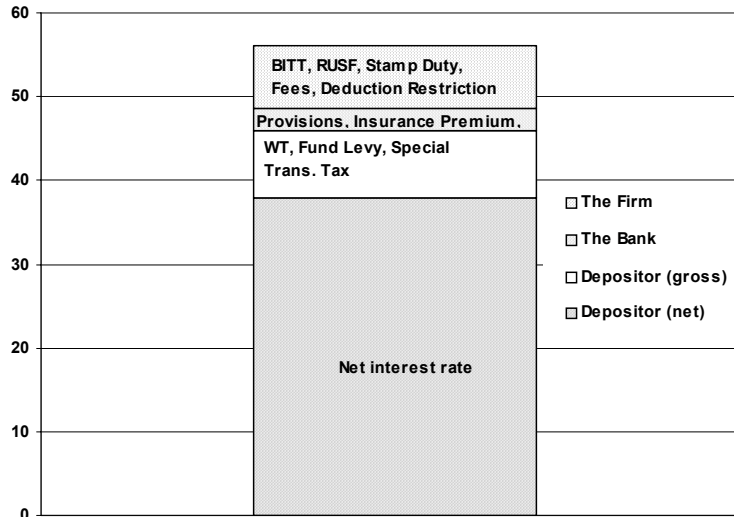 60
50
40
30
20
10
0
BITT, RUSF, Stamp Duty,
Fees, Deduction Restriction
Provisions, Insurance Premium,
WT, Fund Levy, Special
Trans. Tax
Net interest rate
The Firm
The Bank
Depositor (gross)
Depositor (net)